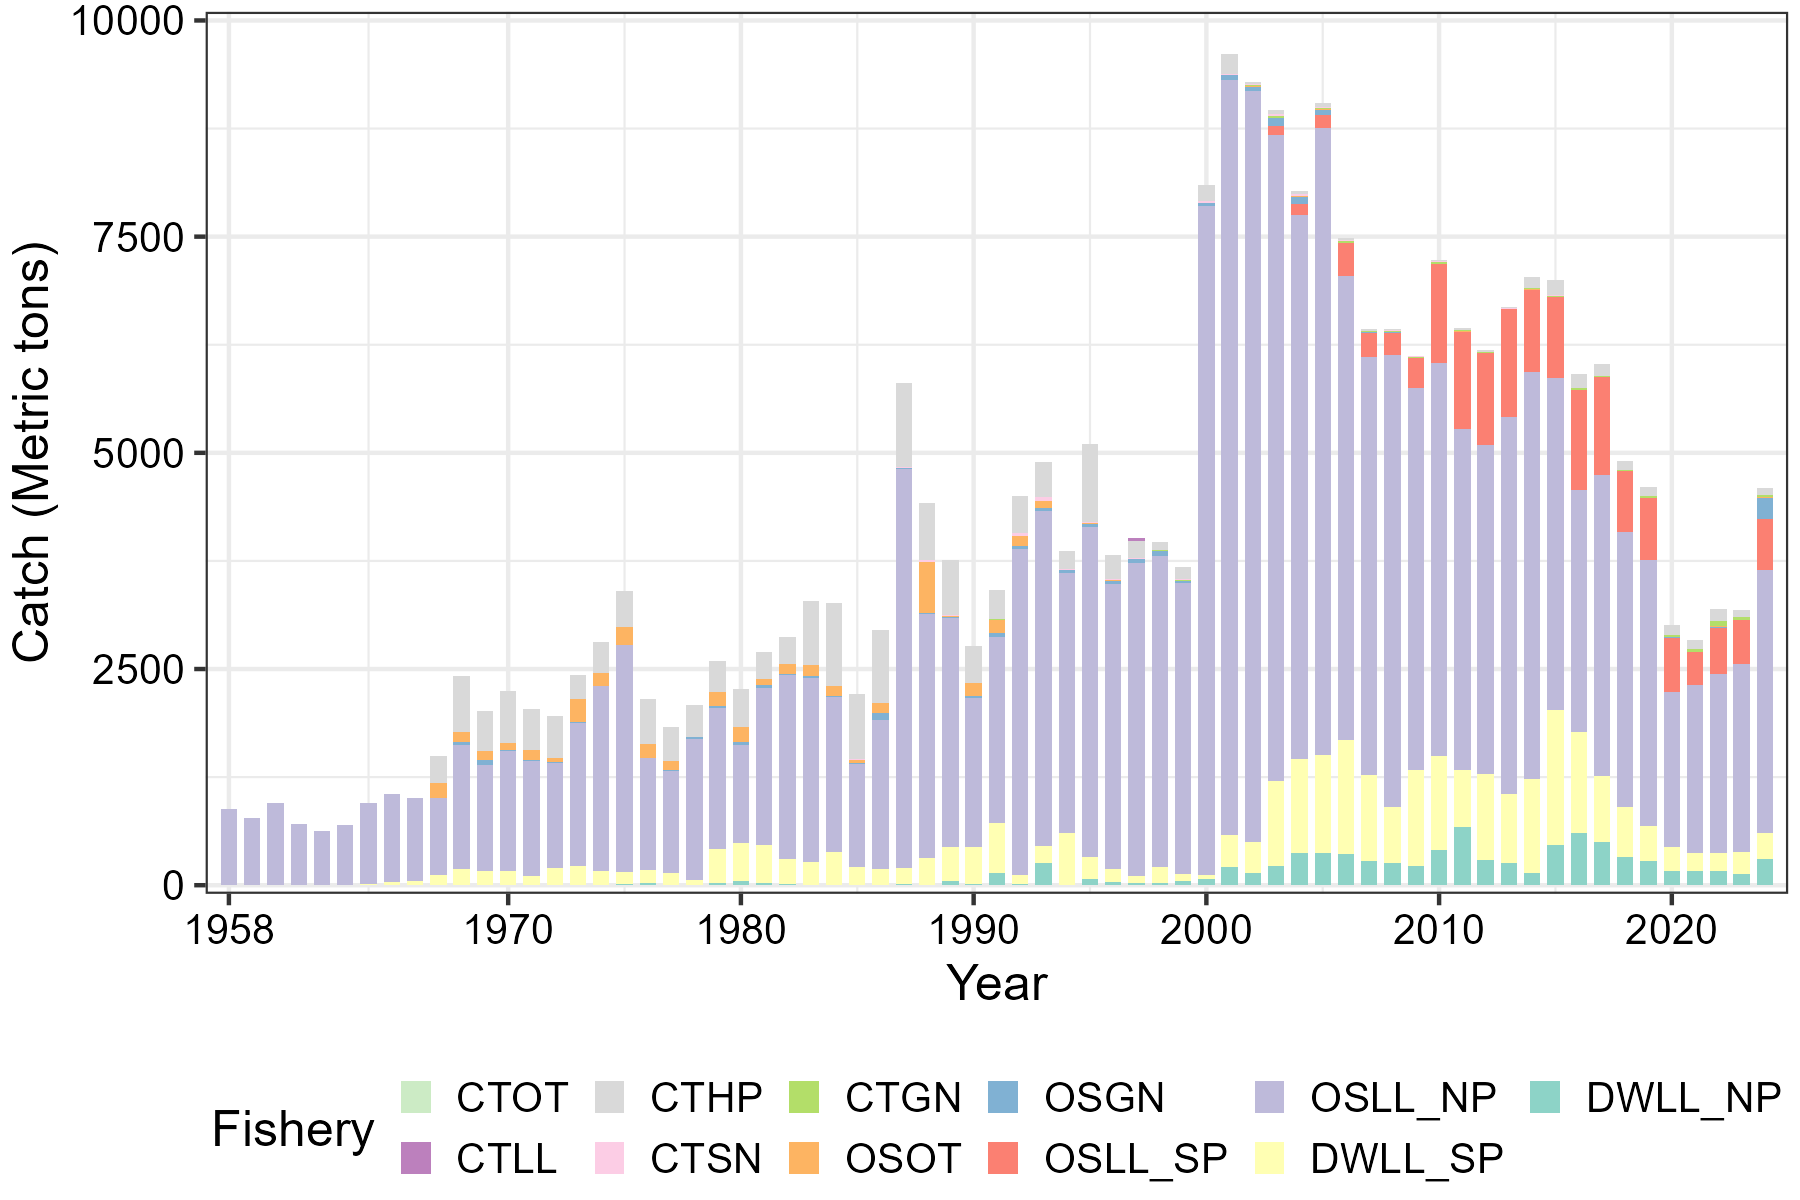 10000
7500
5000
2500
0
Catch (Metric tons)
1958 1970 1980 1990 2000 2010 2020
Year
Fishery
CTOT CTHP CTGN OSGN OSLL_NP DWLL_NP
CTLL CTSN OSOT OSLL_SP DWLL_SP